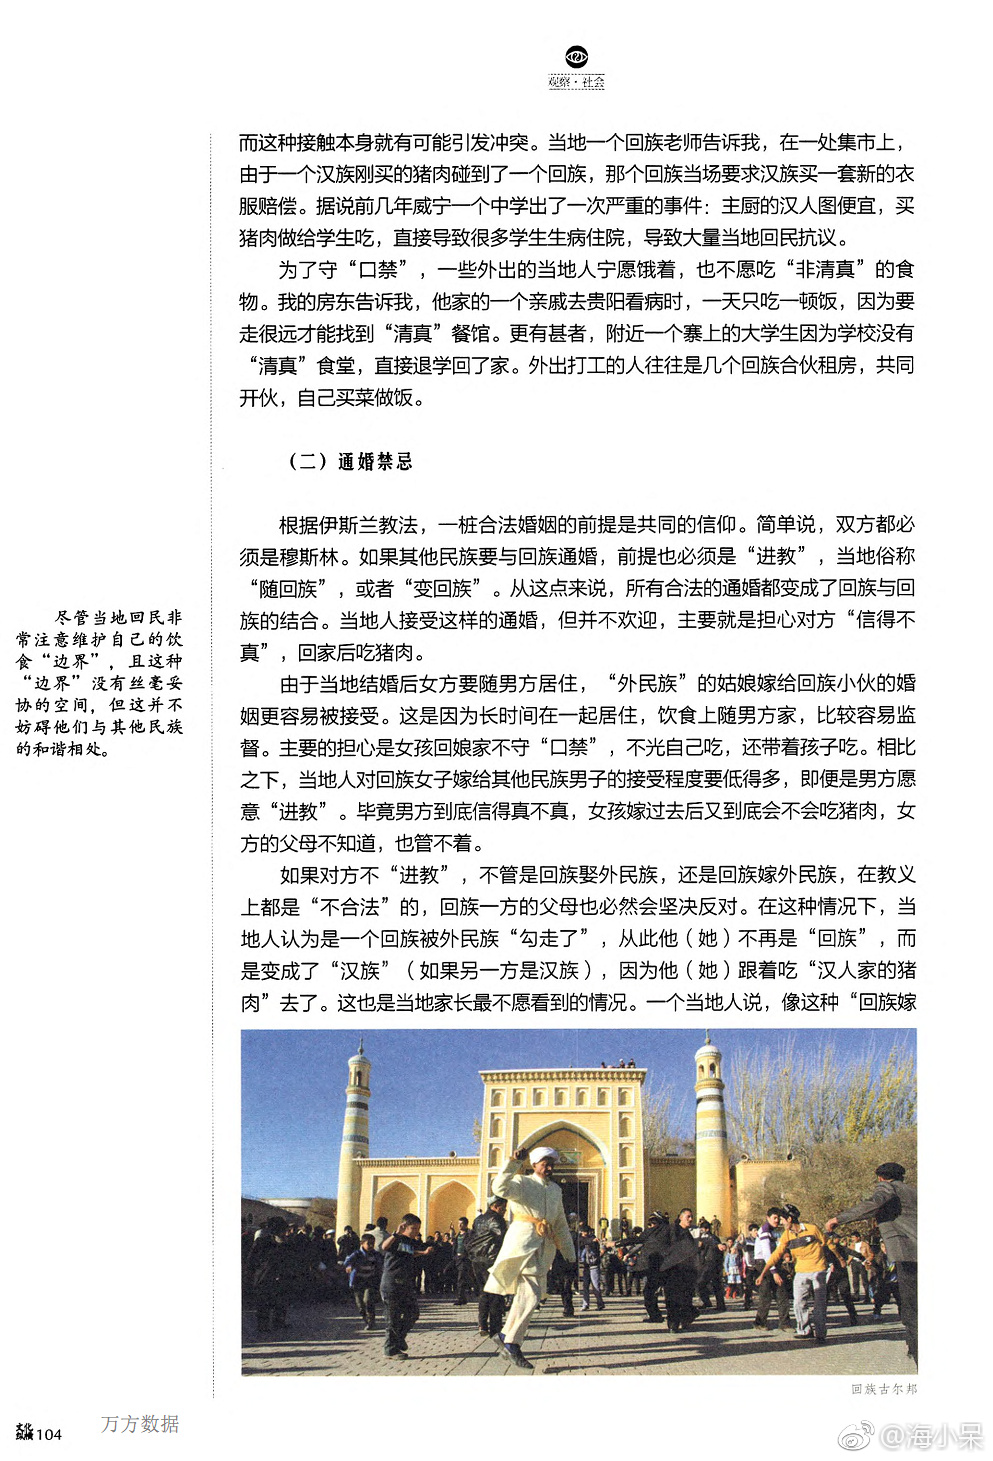 观察·社会
而这种接触本身就有可能引发冲突。当地一个回族老师告诉我，在一处集市上，
由于一个汉族刚买的猪肉碰到了一个回族，那个回族当场要求汉族买一套新的衣
服赔偿。据说前几年威宁一个中学出了一次严重的事件：主厨的汉人图便宜，买
猪肉做给学生吃，直接导致很多学生生病住院，导致大量当地回民抗议。
为了守“口禁”，一些外出的当地人宁愿饿着，也不愿吃“非清真”的食
物。我的房东告诉我，他家的一个亲戚去贵阳看病时，一天只吃一顿饭，因为要
走很远才能找到“清真”餐馆。更有甚者，附近一个寨上的大学生因为学校没有
“清真”食堂，直接退学回了家。外出打工的人往往是几个回族合伙租房，共同
开伙，自己买菜做饭。
（二）通婚禁忌
根据伊斯兰教法，一桩合法婚姻的前提是共同的信仰。简单说，双方都必
须是穆斯林。如果其他民族要与回族通婚，前提也必须是“进教”，当地俗称
“随回族”，或者“变回族”。从这点来说，所有合法的通婚都变成了回族与回
族的结合。当地人接受这样的通婚，但并不欢迎，主要就是担心对方“信得不
真”，回家后吃猪肉。
由于当地结婚后女方要随男方居住，“外民族”的姑娘嫁给回族小伙的婚
姻更容易被接受。这是因为长时间在一起居住，饮食上随男方家，比较容易监
督。主要的担心是女孩回娘家不守“口禁”，不光自己吃，还带着孩子吃。相比
之下，当地人对回族女子嫁给其他民族男子的接受程度要低得多，即便是男方愿
意“进教”。毕竟男方到底信得真不真，女孩嫁过去后又到底会不会吃猪肉，女
方的父母不知道，也管不着。
如果对方不“进教”，不管是回族娶外民族，还是回族嫁外民族，在教义
上都是“不合法”的，回族一方的父母也必然会坚决反对。在这种情况下，当
地人认为是一个回族被外民族“勾走了”，从此他（她）不再是“回族”，而
是变成了“汉族”（如果另一方是汉族），因为他（她）跟着吃“汉人家的猪
肉”去了。这也是当地家长最不愿看到的情况。一个当地人说，像这种“回族嫁
尽管当地回民非
常注意维护自己的饮
食“边界”，且这种
“边界”没有丝毫妥
协的空间，但这并不
妨碍他们与其他民族
的和谐相处。
回族古尔邦
文化纵横104
万方数据
@海小呆